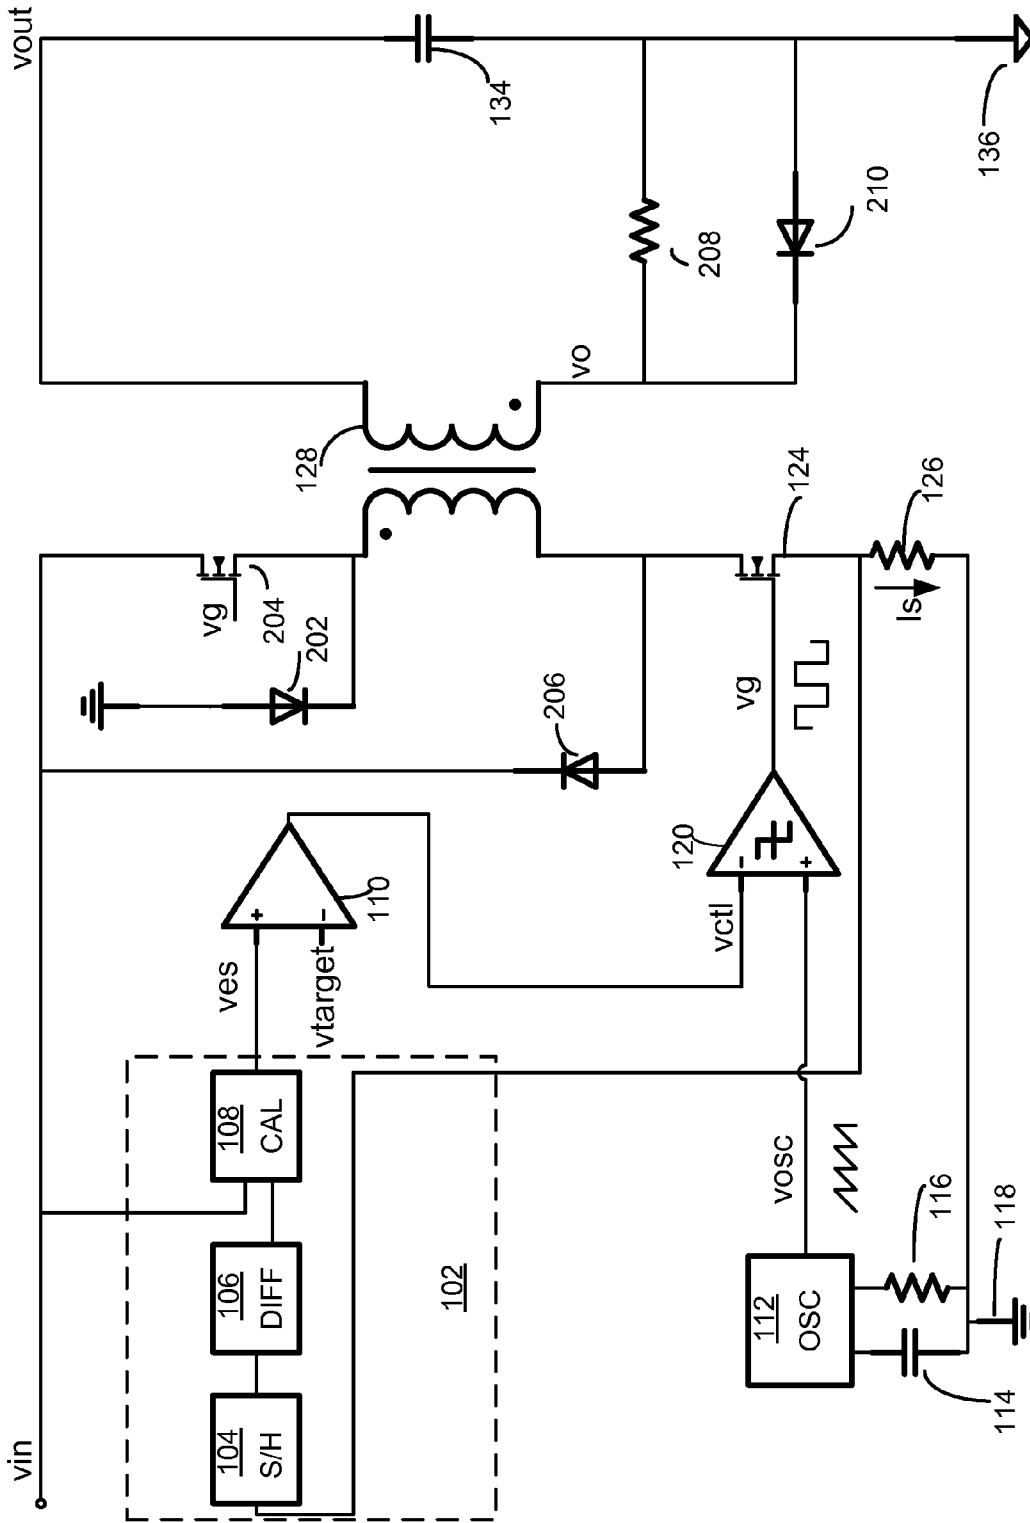 vin
vout
104
S/H
106
DIFF
108
CAL
102
ves
vtarget
110
vg
204
202
206
128
134
vo
208
210
136
112
OSC
vosc
114
116
118
vctl
120
vg
124
126
Is
+
-
-
+